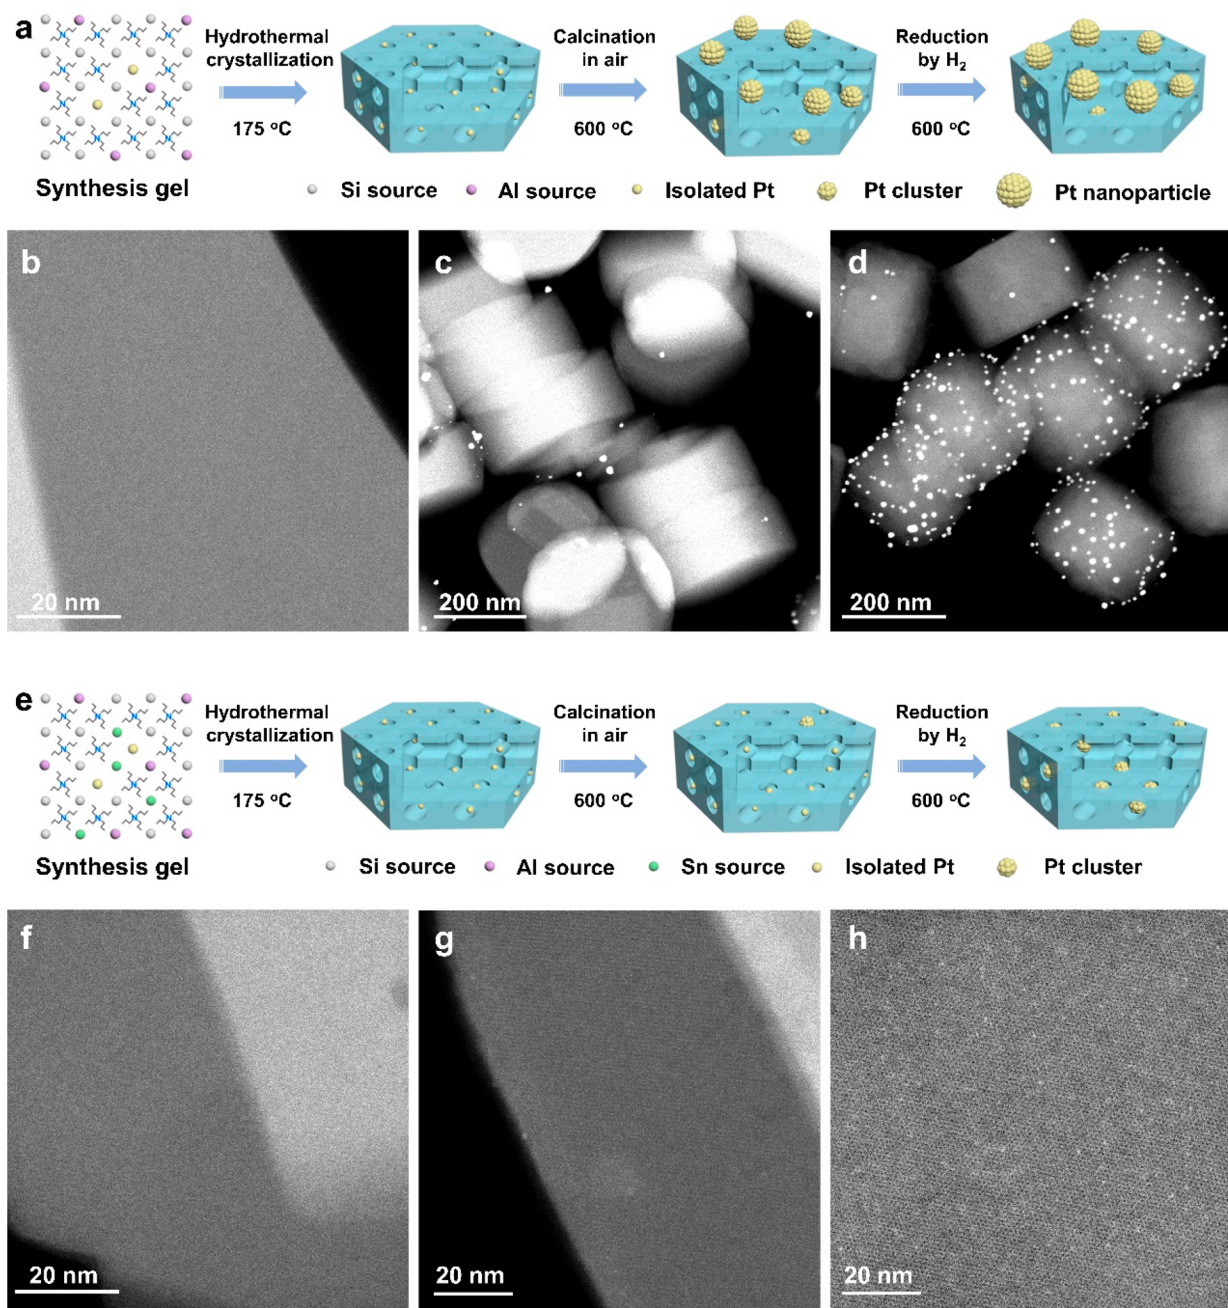 a
Hydrothermal
crystallization
175 °C
Calcination
in air
600 °C
Reduction
by H₂
600 °C
Synthesis gel
Si source
Al source
Isolated Pt
Pt cluster
Pt nanoparticle
b
20 nm
c
200 nm
d
200 nm
e
Hydrothermal
crystallization
175 °C
Calcination
in air
600 °C
Reduction
by H₂
600 °C
Synthesis gel
Si source
Al source
Sn source
Isolated Pt
Pt cluster
f
20 nm
g
20 nm
h
20 nm